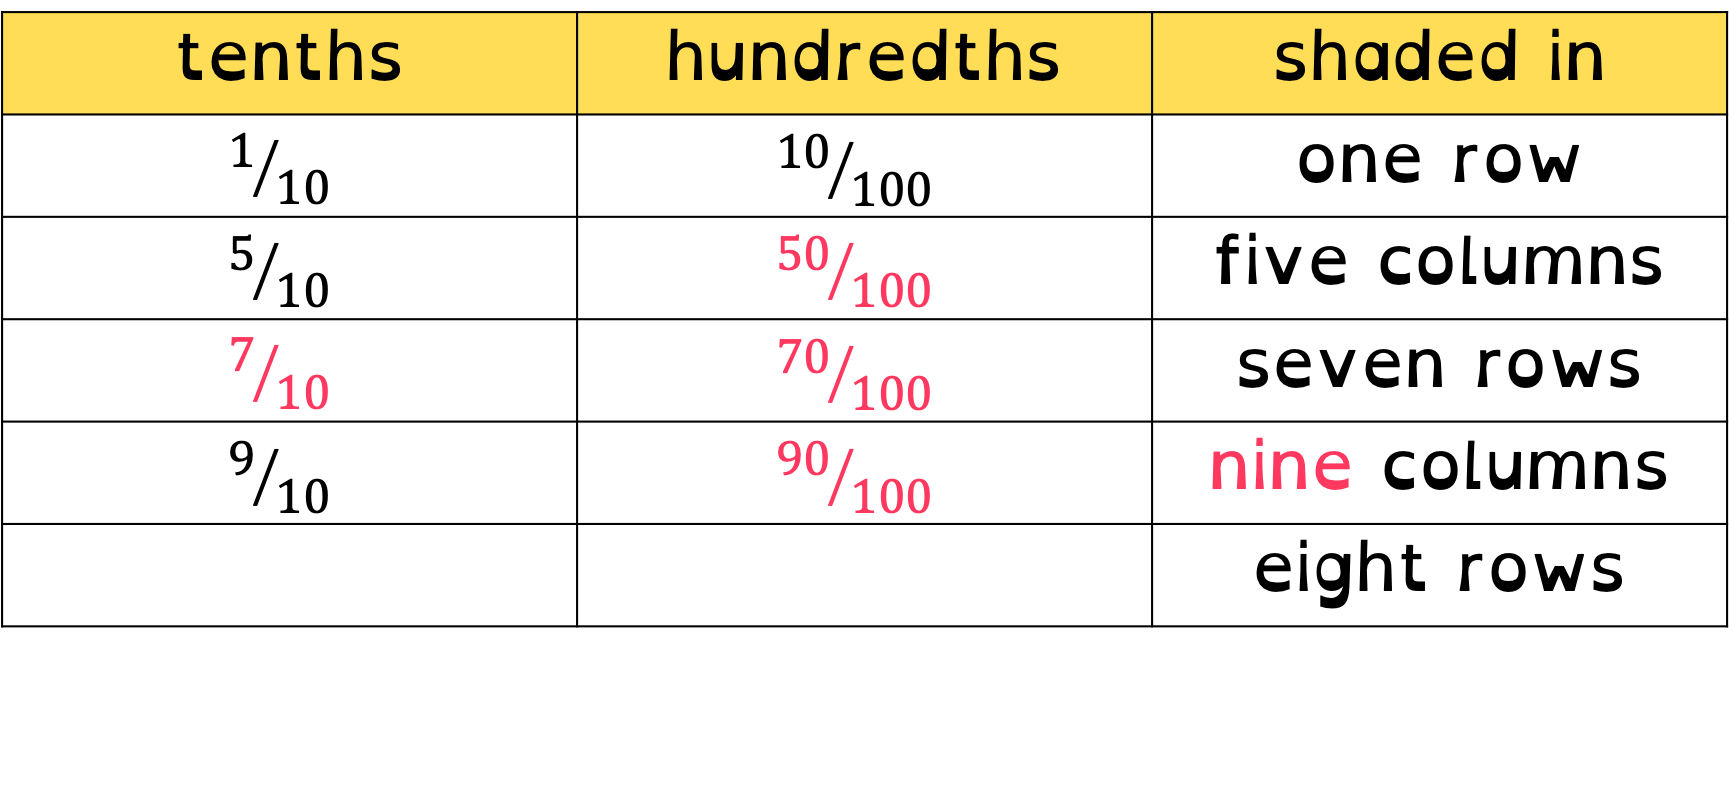 tenths hundredths shaded in
1/10 10/100 one row
5/10 50/100 five columns
7/10 70/100 seven rows
9/10 90/100 nine columns
eight rows